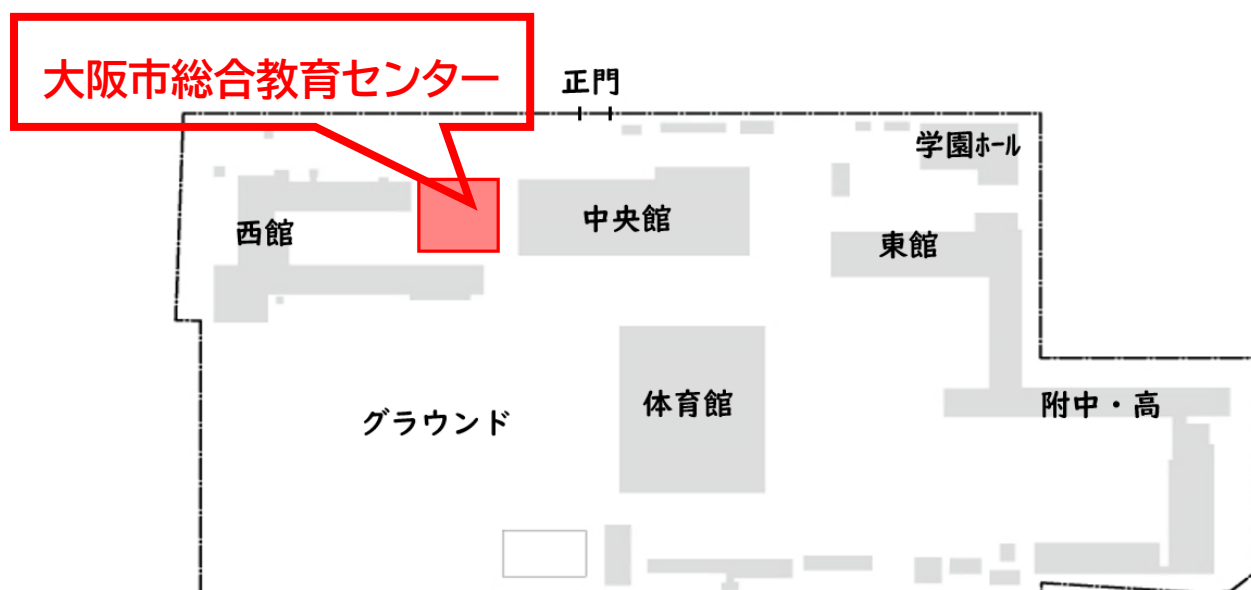 大阪市総合教育センター
正門
学園ホール
西館
中央館
東館
グラウンド
体育館
附中・高